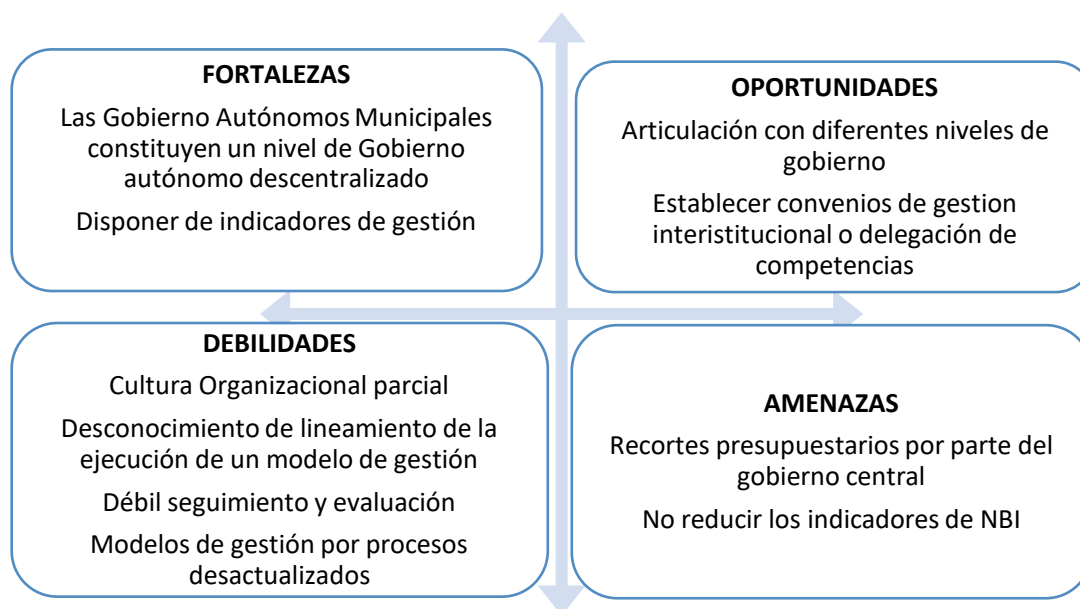 FORTALEZAS
Las Gobierno Autónomos Municipales
constituyen un nivel de Gobierno
autónomo descentralizado
Disponer de indicadores de gestión
OPORTUNIDADES
Articulación con diferentes niveles de
gobierno
Establecer convenios de gestion
interistitucional o delegación de
competencias
DEBILIDADES
Cultura Organizacional parcial
Desconocimiento de lineamiento de la
ejecución de un modelo de gestión
Débil seguimiento y evaluación
Modelos de gestión por procesos
desactualizados
AMENAZAS
Recortes presupuestarios por parte del
gobierno central
No reducir los indicadores de NBI